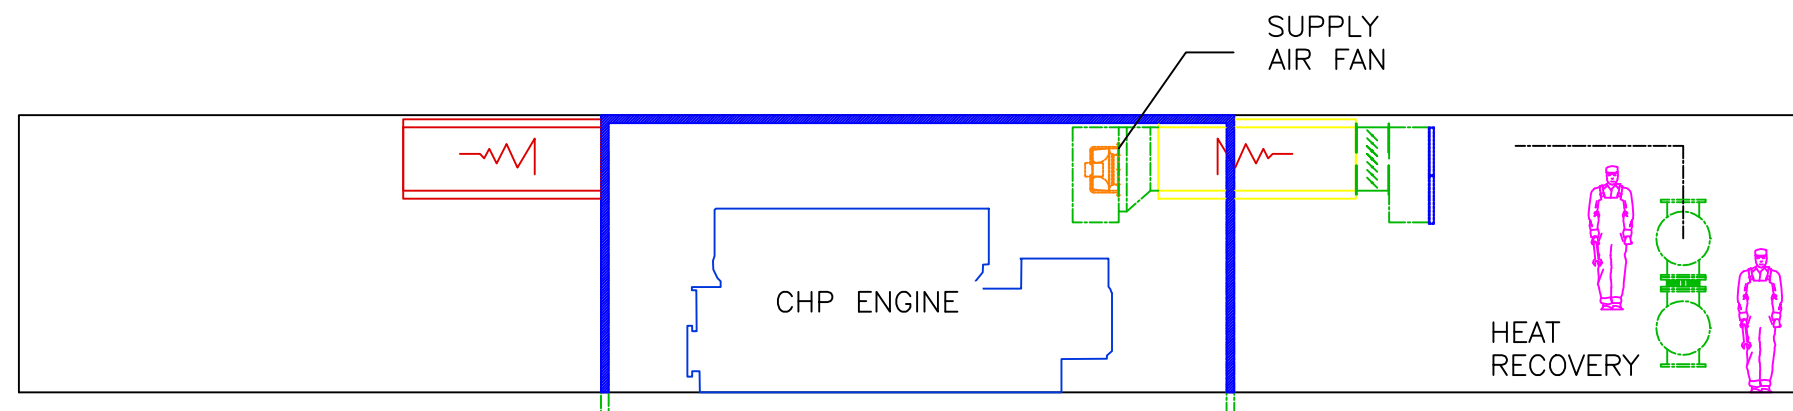 SUPPLY
AIR FAN
CHP ENGINE
HEAT
RECOVERY